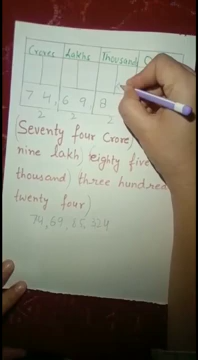 Crores Lakhs Thousand O
7 4, 6 9 8
2 2 2
(Seventy four Crore)
nine lakh) (eighty five
thousand) three hundred
twenty four)
74,69,85,324